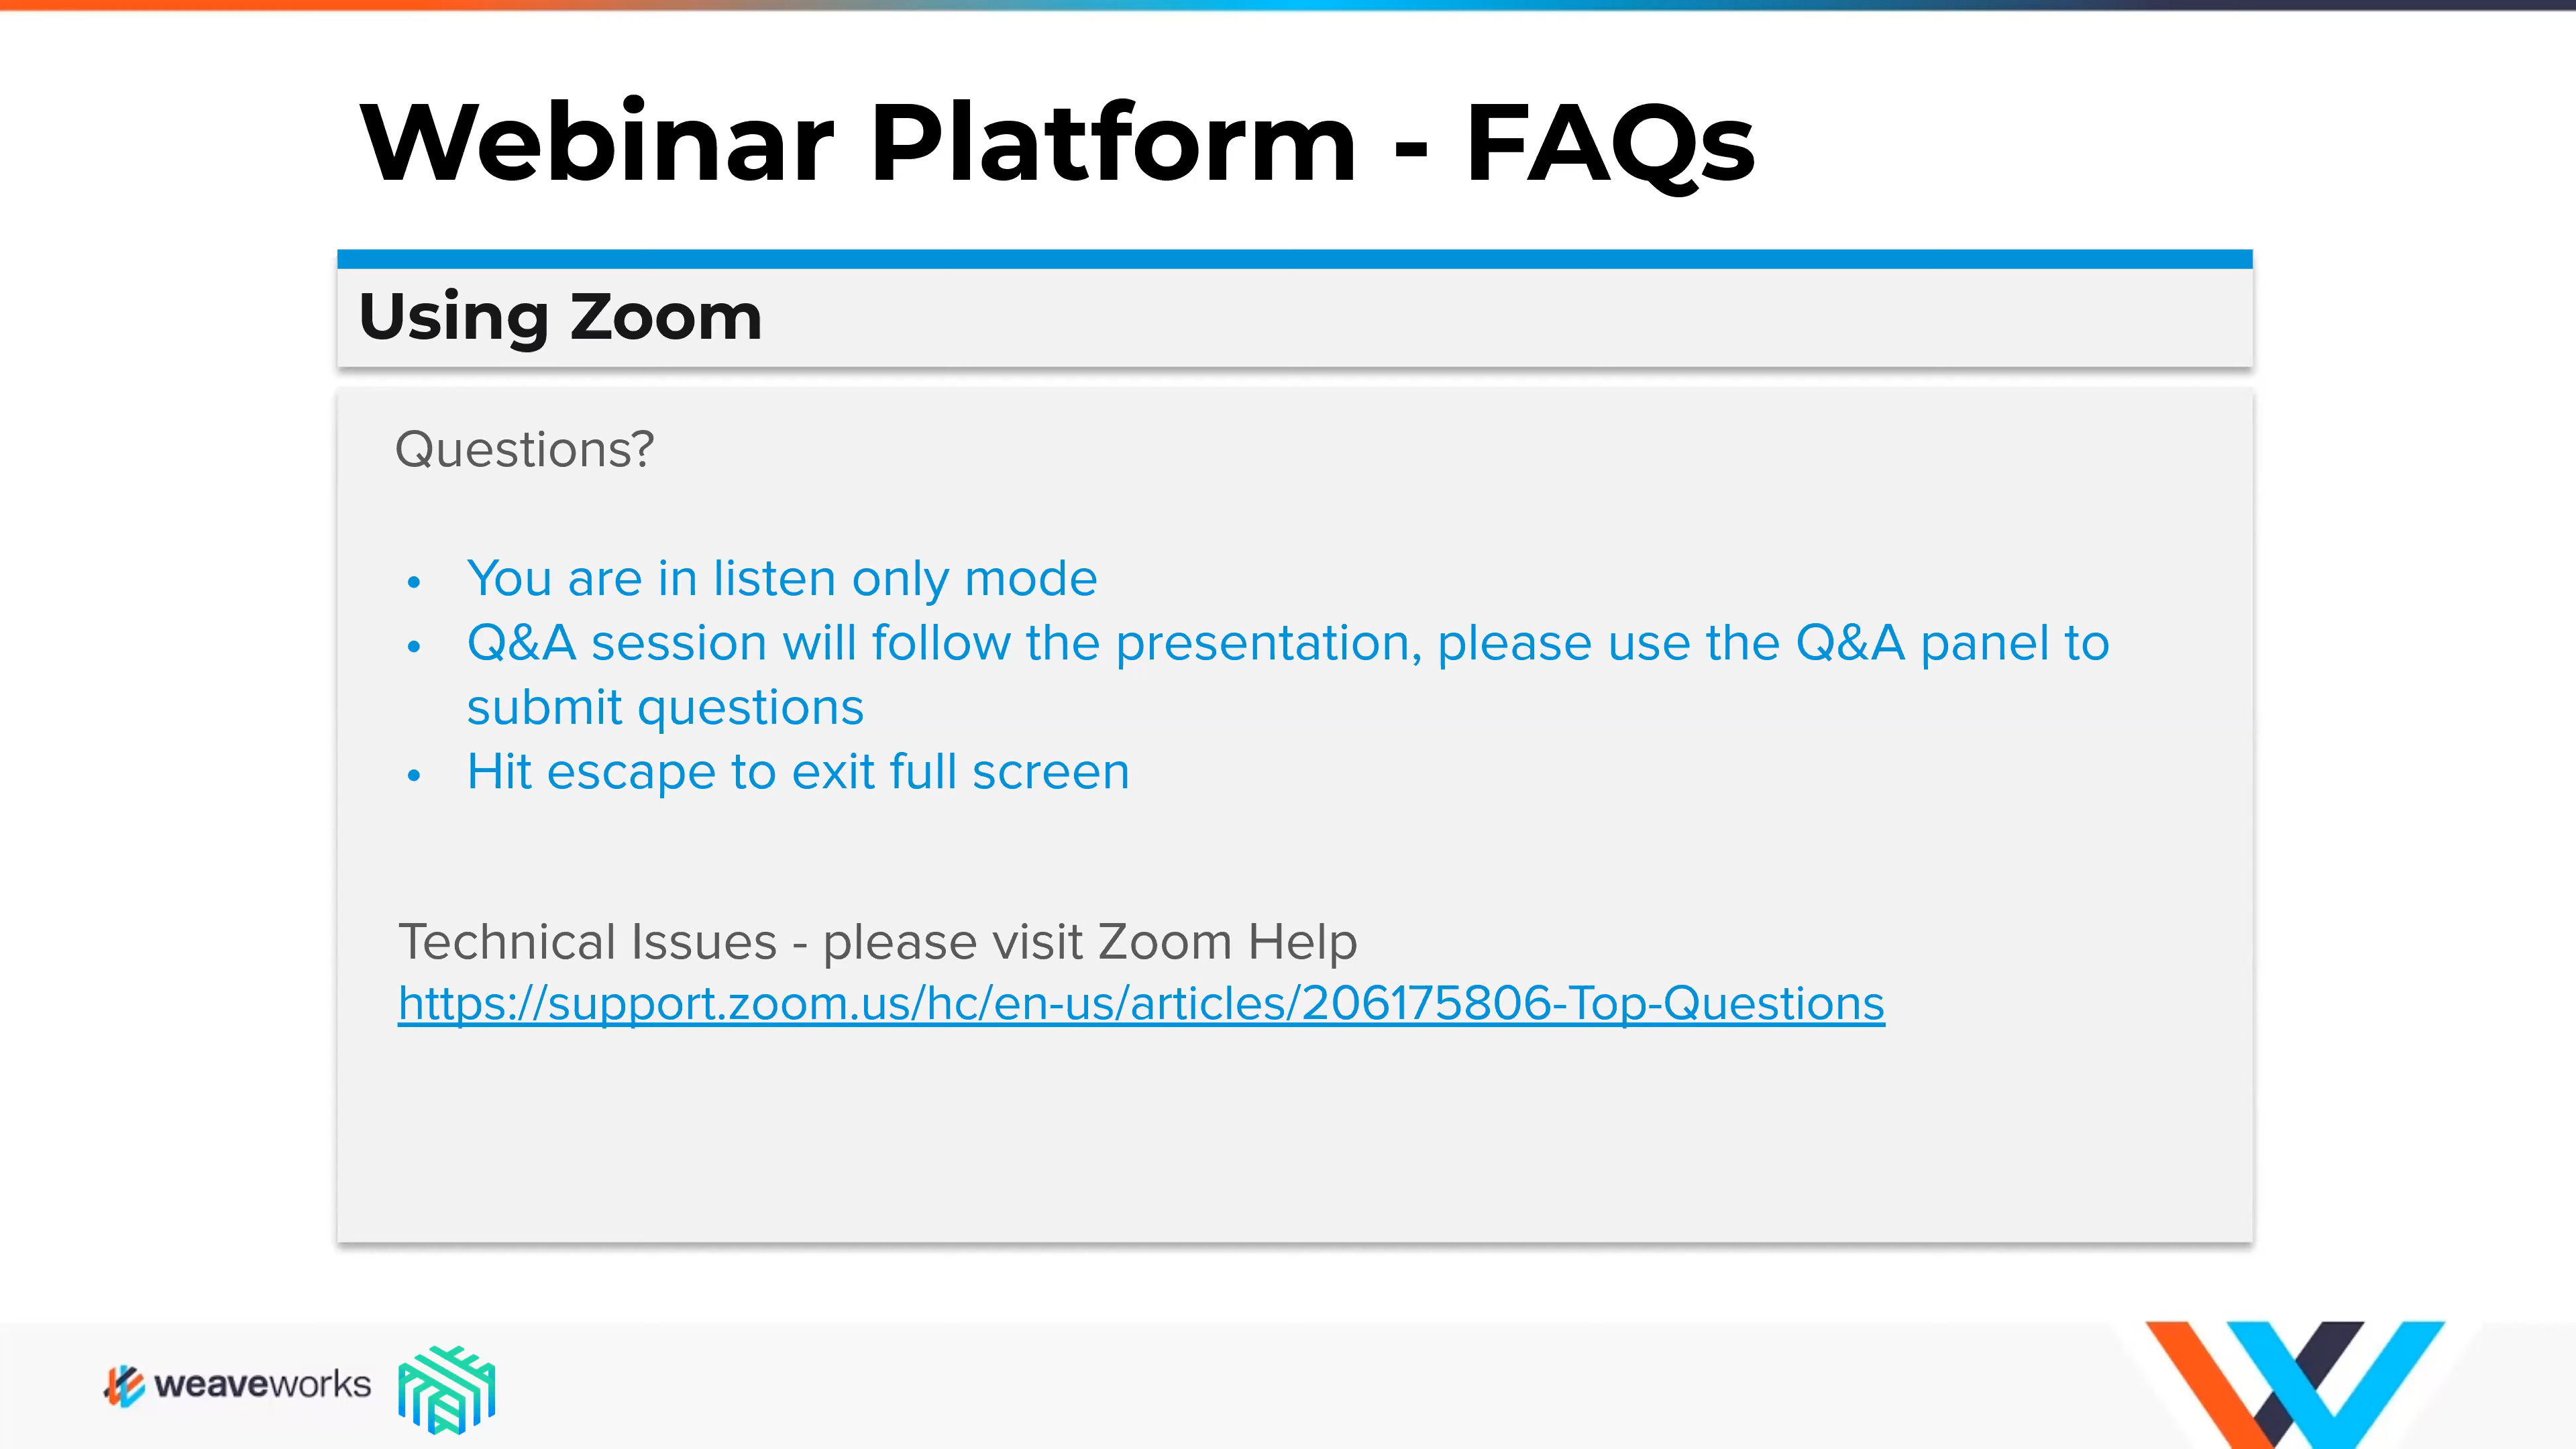 Webinar Platform - FAQs
Using Zoom
Questions?
• You are in listen only mode
• Q&A session will follow the presentation, please use the Q&A panel to
submit questions
• Hit escape to exit full screen
Technical Issues - please visit Zoom Help
https://support.zoom.us/hc/en-us/articles/206175806-Top-Questions
weaveworks